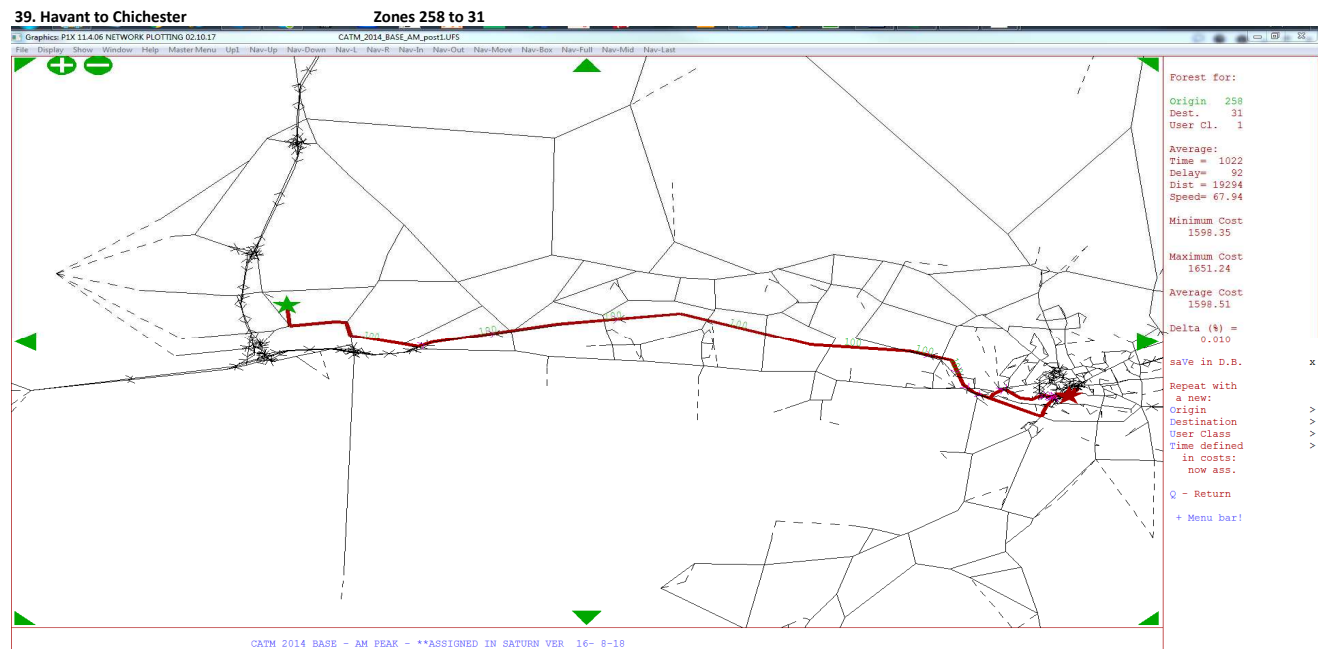 39. Havant to Chichester Zones 258 to 31
Graphics: P1X 11.4.06 NETWORK PLOTTING 02.10.17 CATM_2014_BASE_AM_post1.UFS
File Display Show Window Help Master Menu Up1 Nav-Up Nav-Down Nav-L Nav-R Nav-In Nav-Out Nav-Move Nav-Box Nav-Full Nav-Mid Nav-Last
Forest for:
Origin 258
Dest. 31
User Cl. 1
Average:
Time = 1022
Delay= 92
Dist = 19294
Speed= 67.94
Minimum Cost
1598.35
Maximum Cost
1651.24
Average Cost
1598.51
Delta (%) =
0.010
saVe in D.B. x
Repeat with
a new:
Origin >
Destination >
User Class >
Time defined >
in costs:
now ass.
Q - Return
+ Menu bar!
100
100
100
100
100
CATM 2014 BASE - AM PEAK - **ASSIGNED IN SATURN VER 16- 8-18